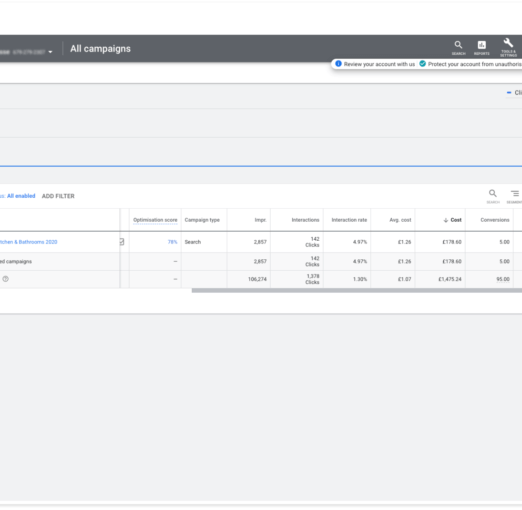 All campaigns
SEARCH
REPORTS
TOOLS & SETTINGS
Review your account with us
Protect your account from unauthoris
Cli
All enabled ADD FILTER
SEARCH
SEGMENT
Optimisation score Campaign type Impr. Interactions Interaction rate Avg. cost Cost Conversions
tchen & Bathrooms 2020 78% Search 2,857 142 Clicks 4.97% £1.26 £178.60 5.00
ed campaigns — 2,857 142 Clicks 4.97% £1.26 £178.60 5.00
— 106,274 1,378 Clicks 1.30% £1.07 £1,475.24 95.00